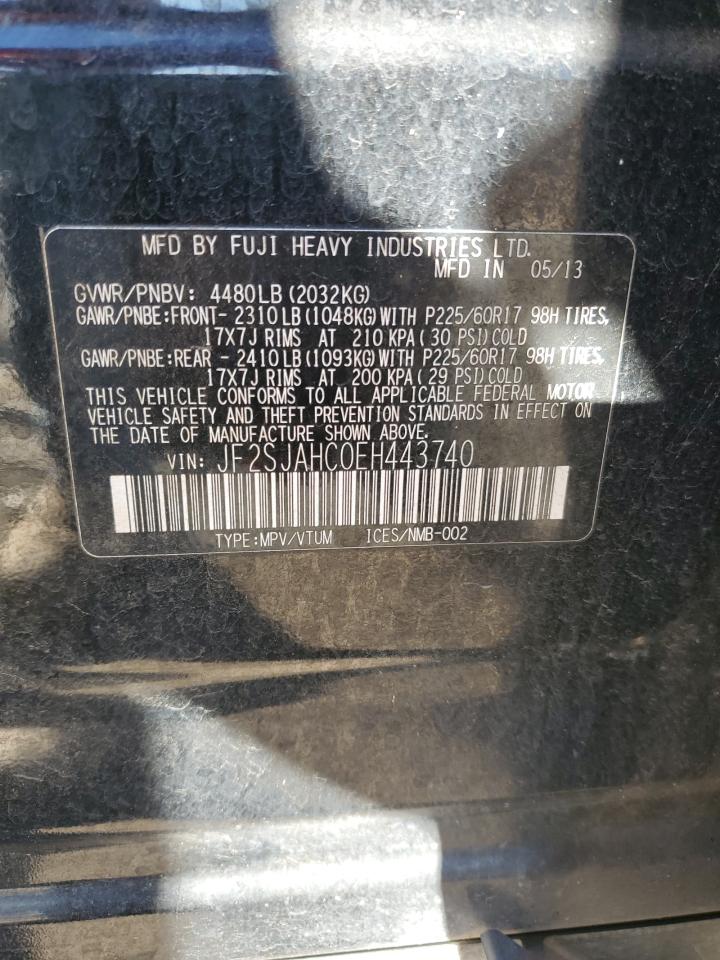 MFD BY FUJI HEAVY INDUSTRIES LTD.
MFD IN 05/13
GVWR/PNBV: 4480LB (2032KG)
GAWR/PNBE:FRONT- 2310LB (1048KG) WITH P225/60R17 98H TIRES,
17X7J RIMS AT 210 KPA (30 PSI) COLD
GAWR/PNBE:REAR - 2410LB (1093KG) WITH P225/60R17 98H TIRES,
17X7J RIMS AT 200 KPA (29 PSI) COLD
THIS VEHICLE CONFORMS TO ALL APPLICABLE FEDERAL MOTOR
VEHICLE SAFETY AND THEFT PREVENTION STANDARDS IN EFFECT ON
THE DATE OF MANUFACTURE SHOWN ABOVE.
VIN: JF2SJAHC0EH443740
TYPE:MPV/VTUM ICES/NMB-002